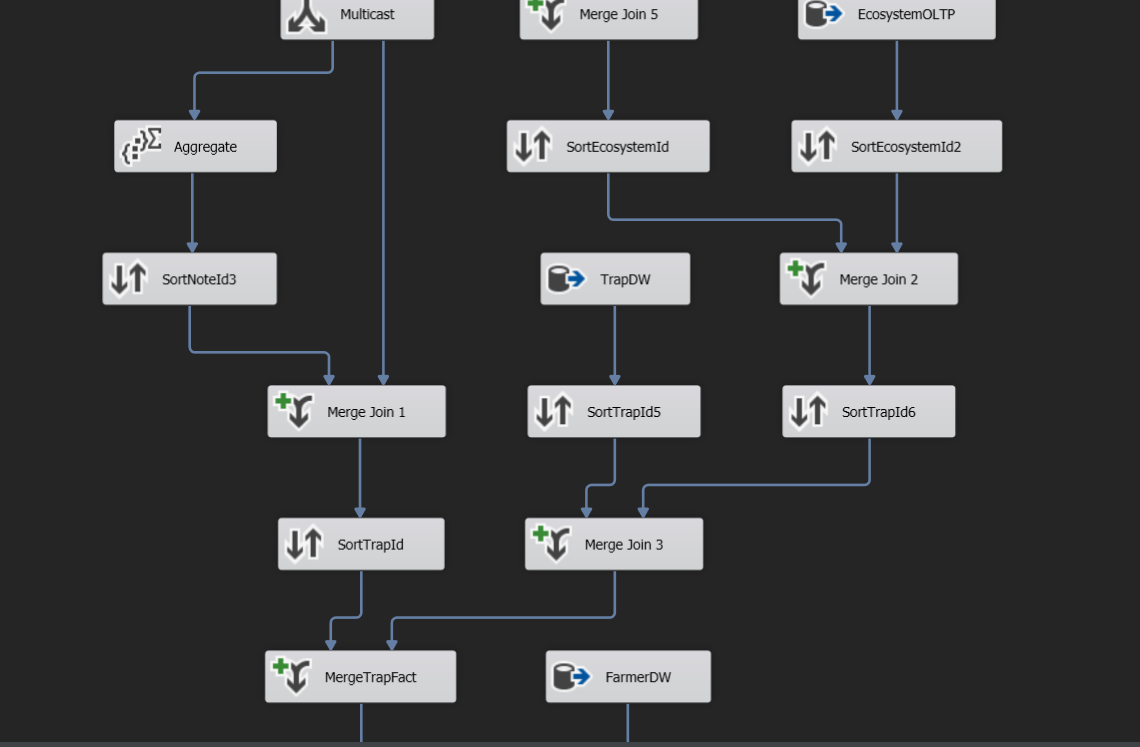 Multicast
Merge Join 5
EcosystemOLTP
Aggregate
SortEcosystemId
SortEcosystemId2
SortNoteId3
TrapDW
Merge Join 2
Merge Join 1
SortTrapId5
SortTrapId6
SortTrapId
Merge Join 3
MergeTrapFact
FarmerDW